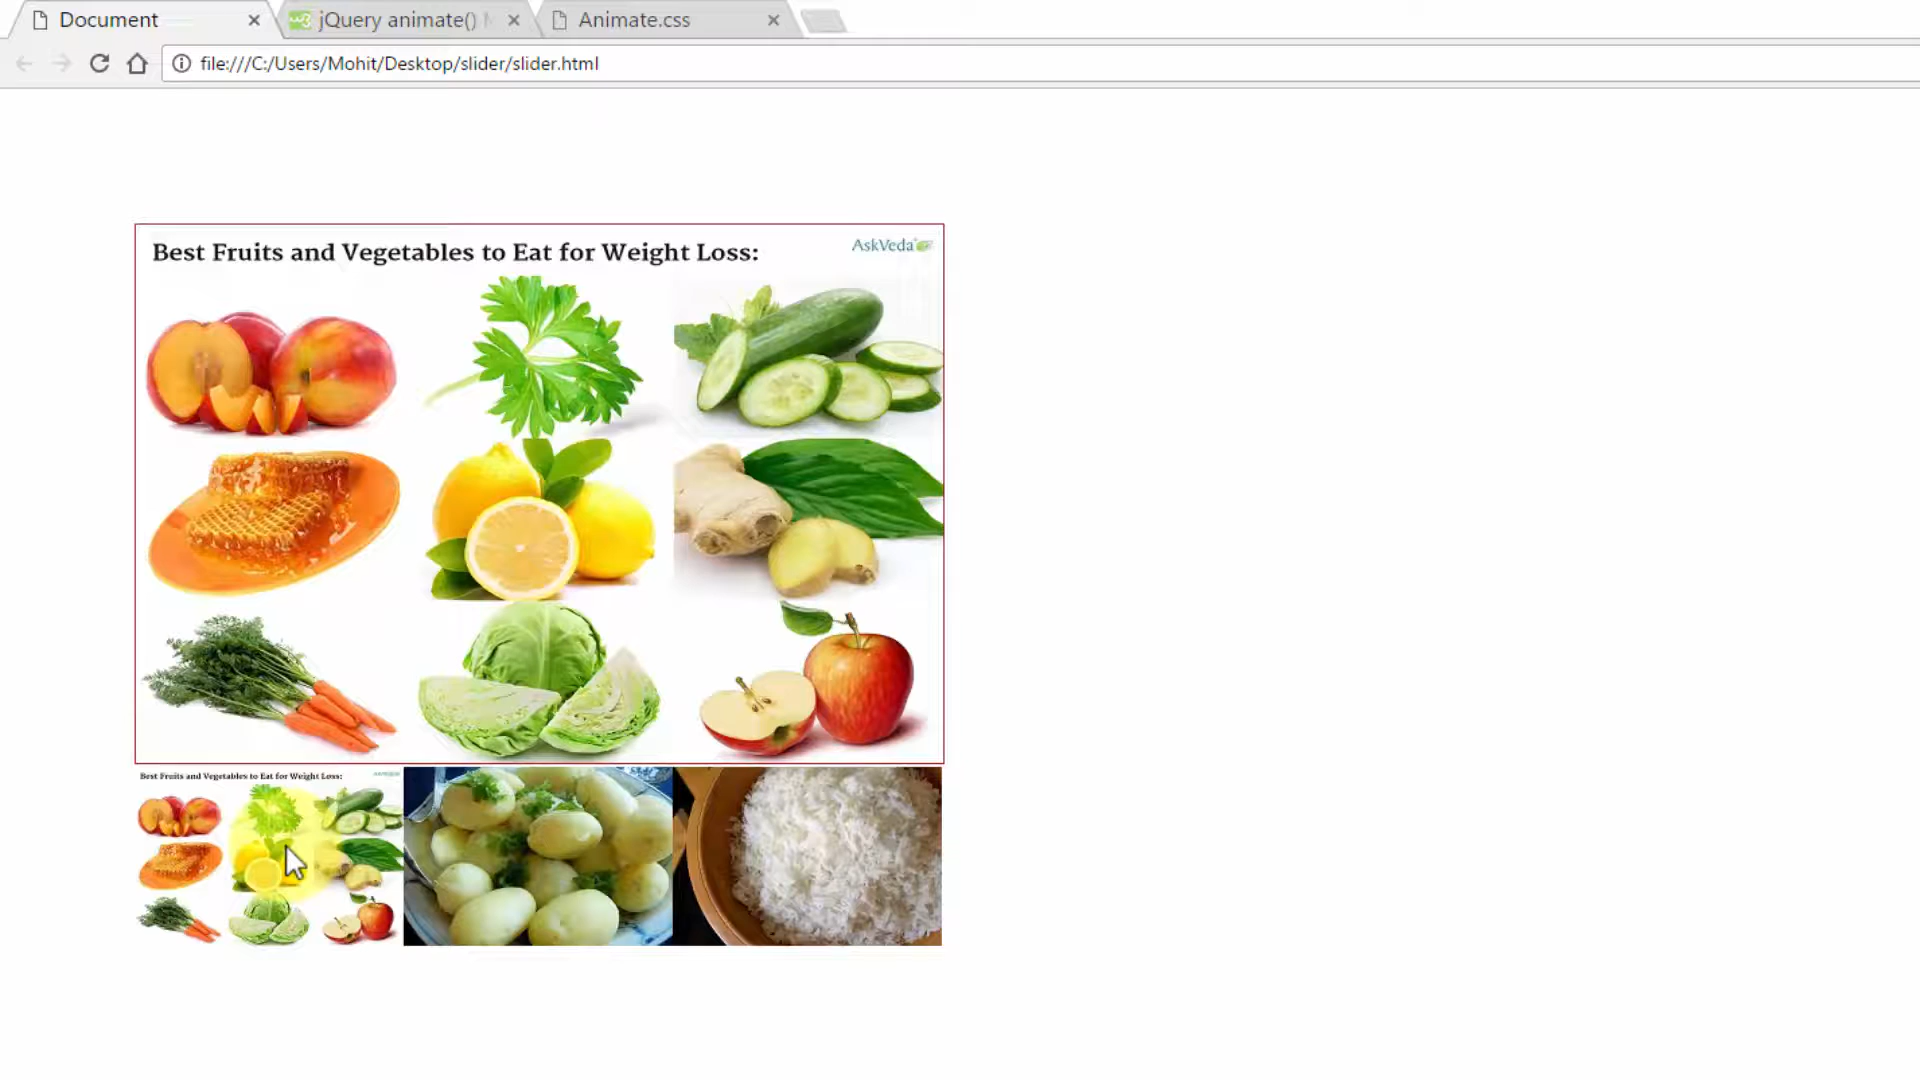 Document
jQuery animate()
Animate.css
file:///C:/Users/Mohit/Desktop/slider/slider.html
Best Fruits and Vegetables to Eat for Weight Loss:
AskVeda
Best Fruits and Vegetables to Eat for Weight Loss: